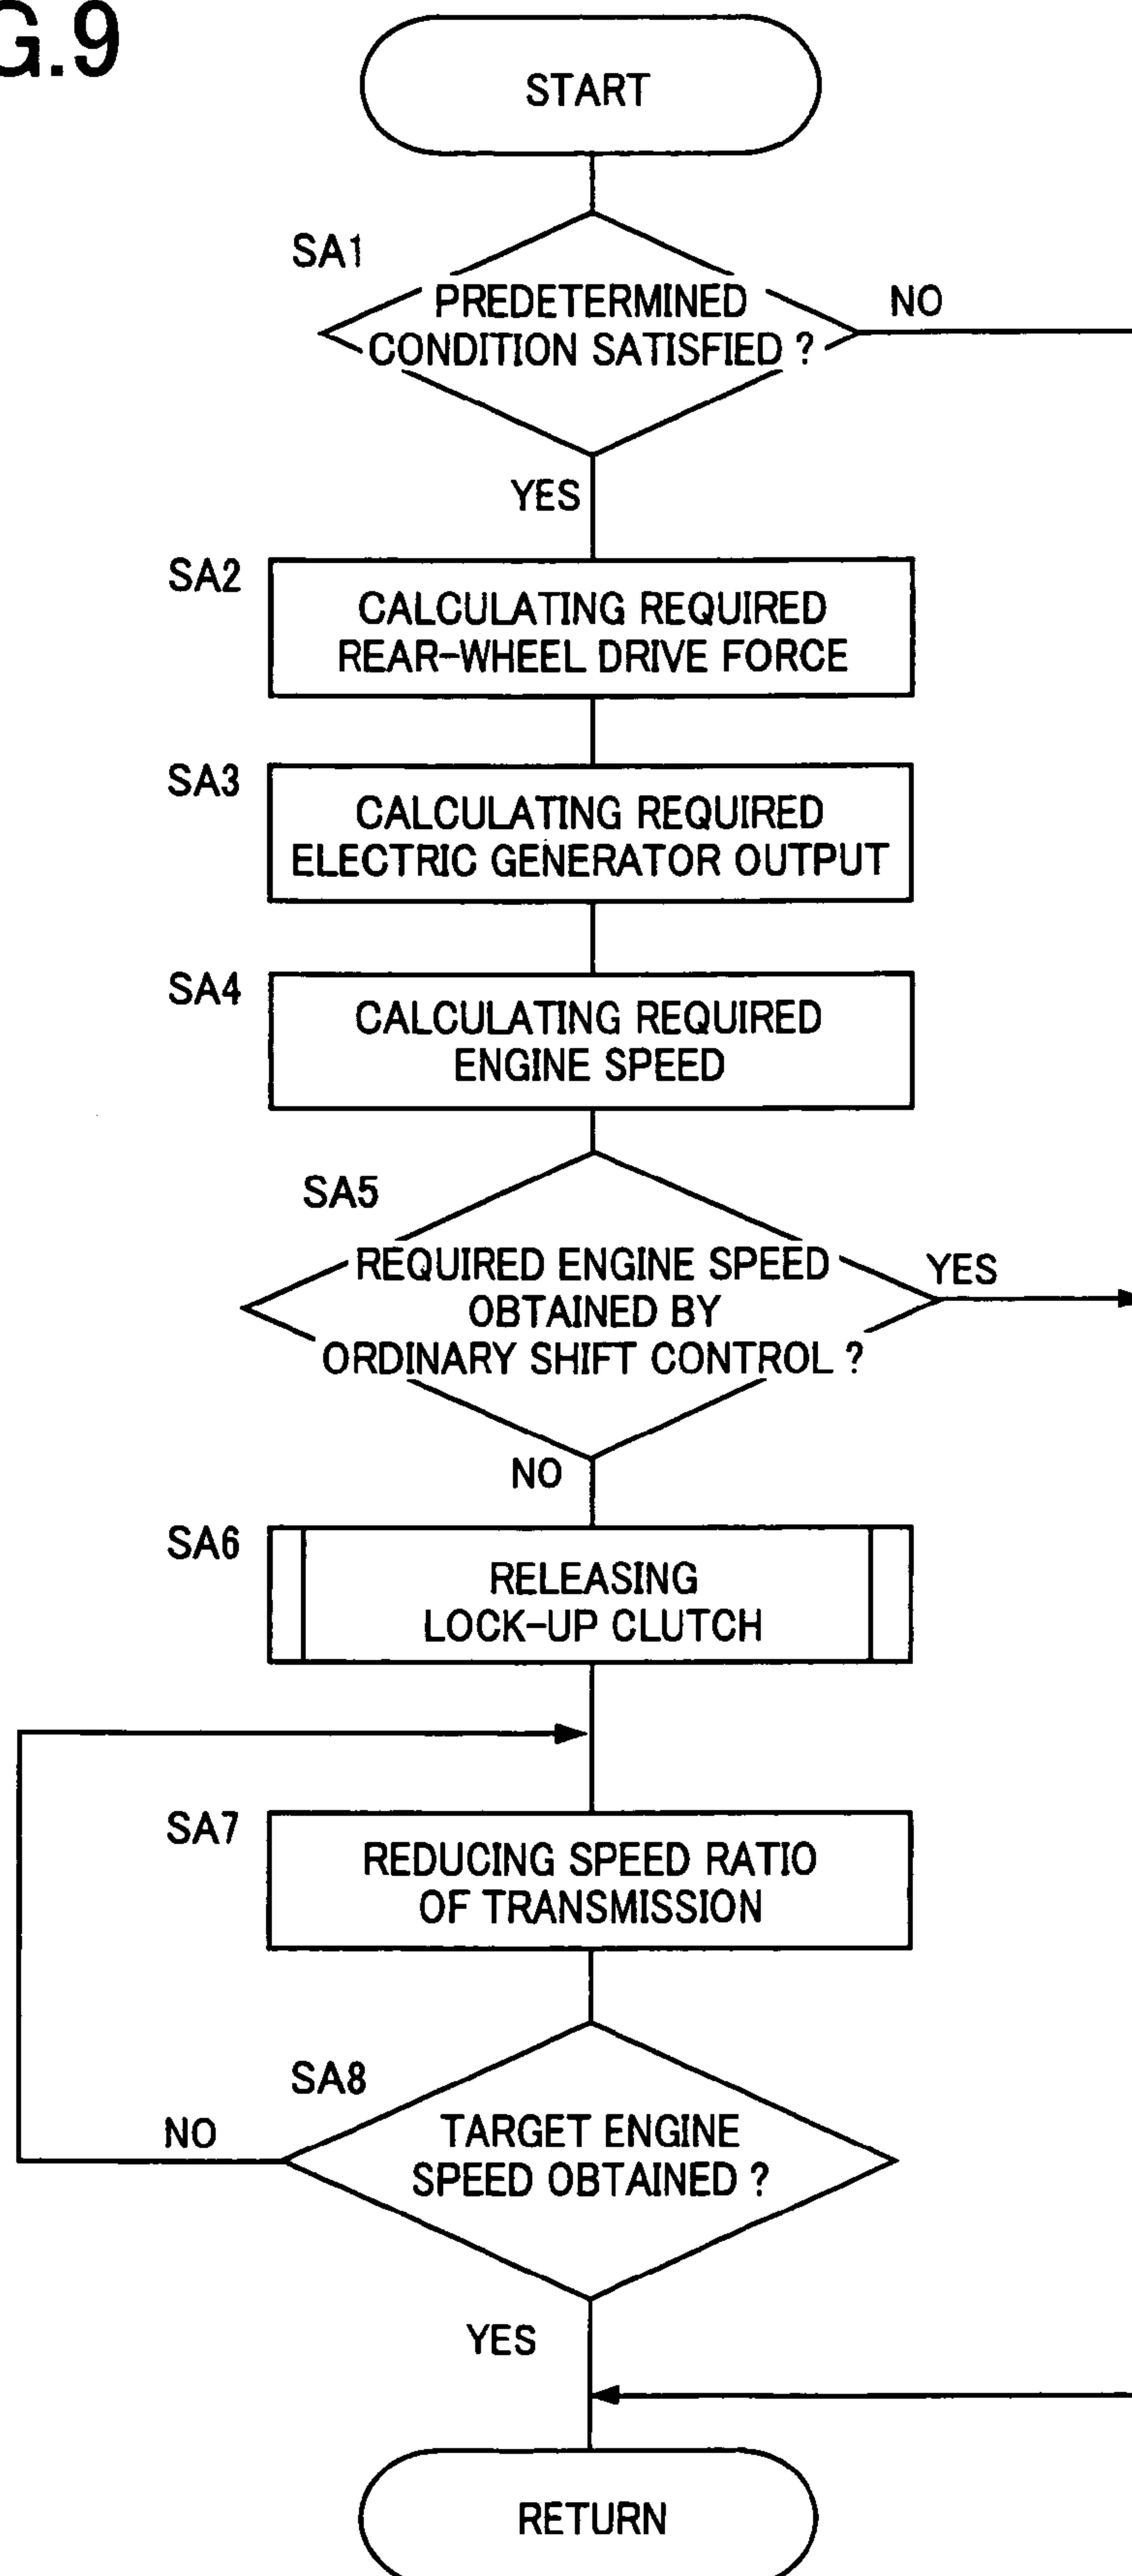 G.9
START
SA1
PREDETERMINED
CONDITION SATISFIED ?
NO
YES
SA2
CALCULATING REQUIRED
REAR-WHEEL DRIVE FORCE
SA3
CALCULATING REQUIRED
ELECTRIC GENERATOR OUTPUT
SA4
CALCULATING REQUIRED
ENGINE SPEED
SA5
REQUIRED ENGINE SPEED
OBTAINED BY
ORDINARY SHIFT CONTROL ?
YES
NO
SA6
RELEASING
LOCK-UP CLUTCH
SA7
REDUCING SPEED RATIO
OF TRANSMISSION
SA8
TARGET ENGINE
SPEED OBTAINED ?
NO
YES
RETURN